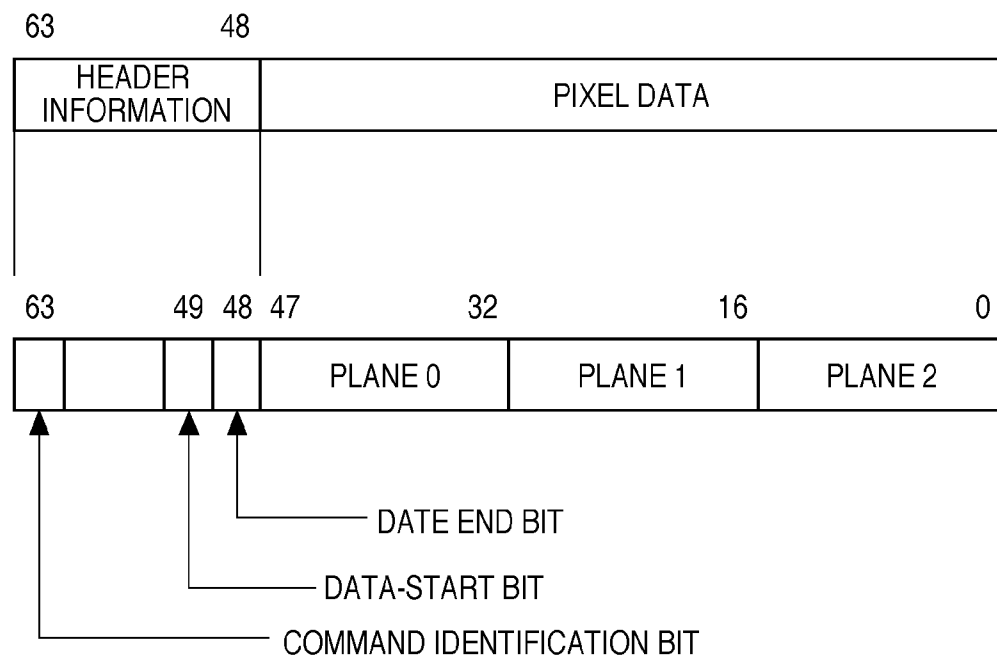 63 48
HEADER
INFORMATION
PIXEL DATA
63 49 48 47 32 16 0
PLANE 0 PLANE 1 PLANE 2
DATE END BIT
DATA-START BIT
COMMAND IDENTIFICATION BIT